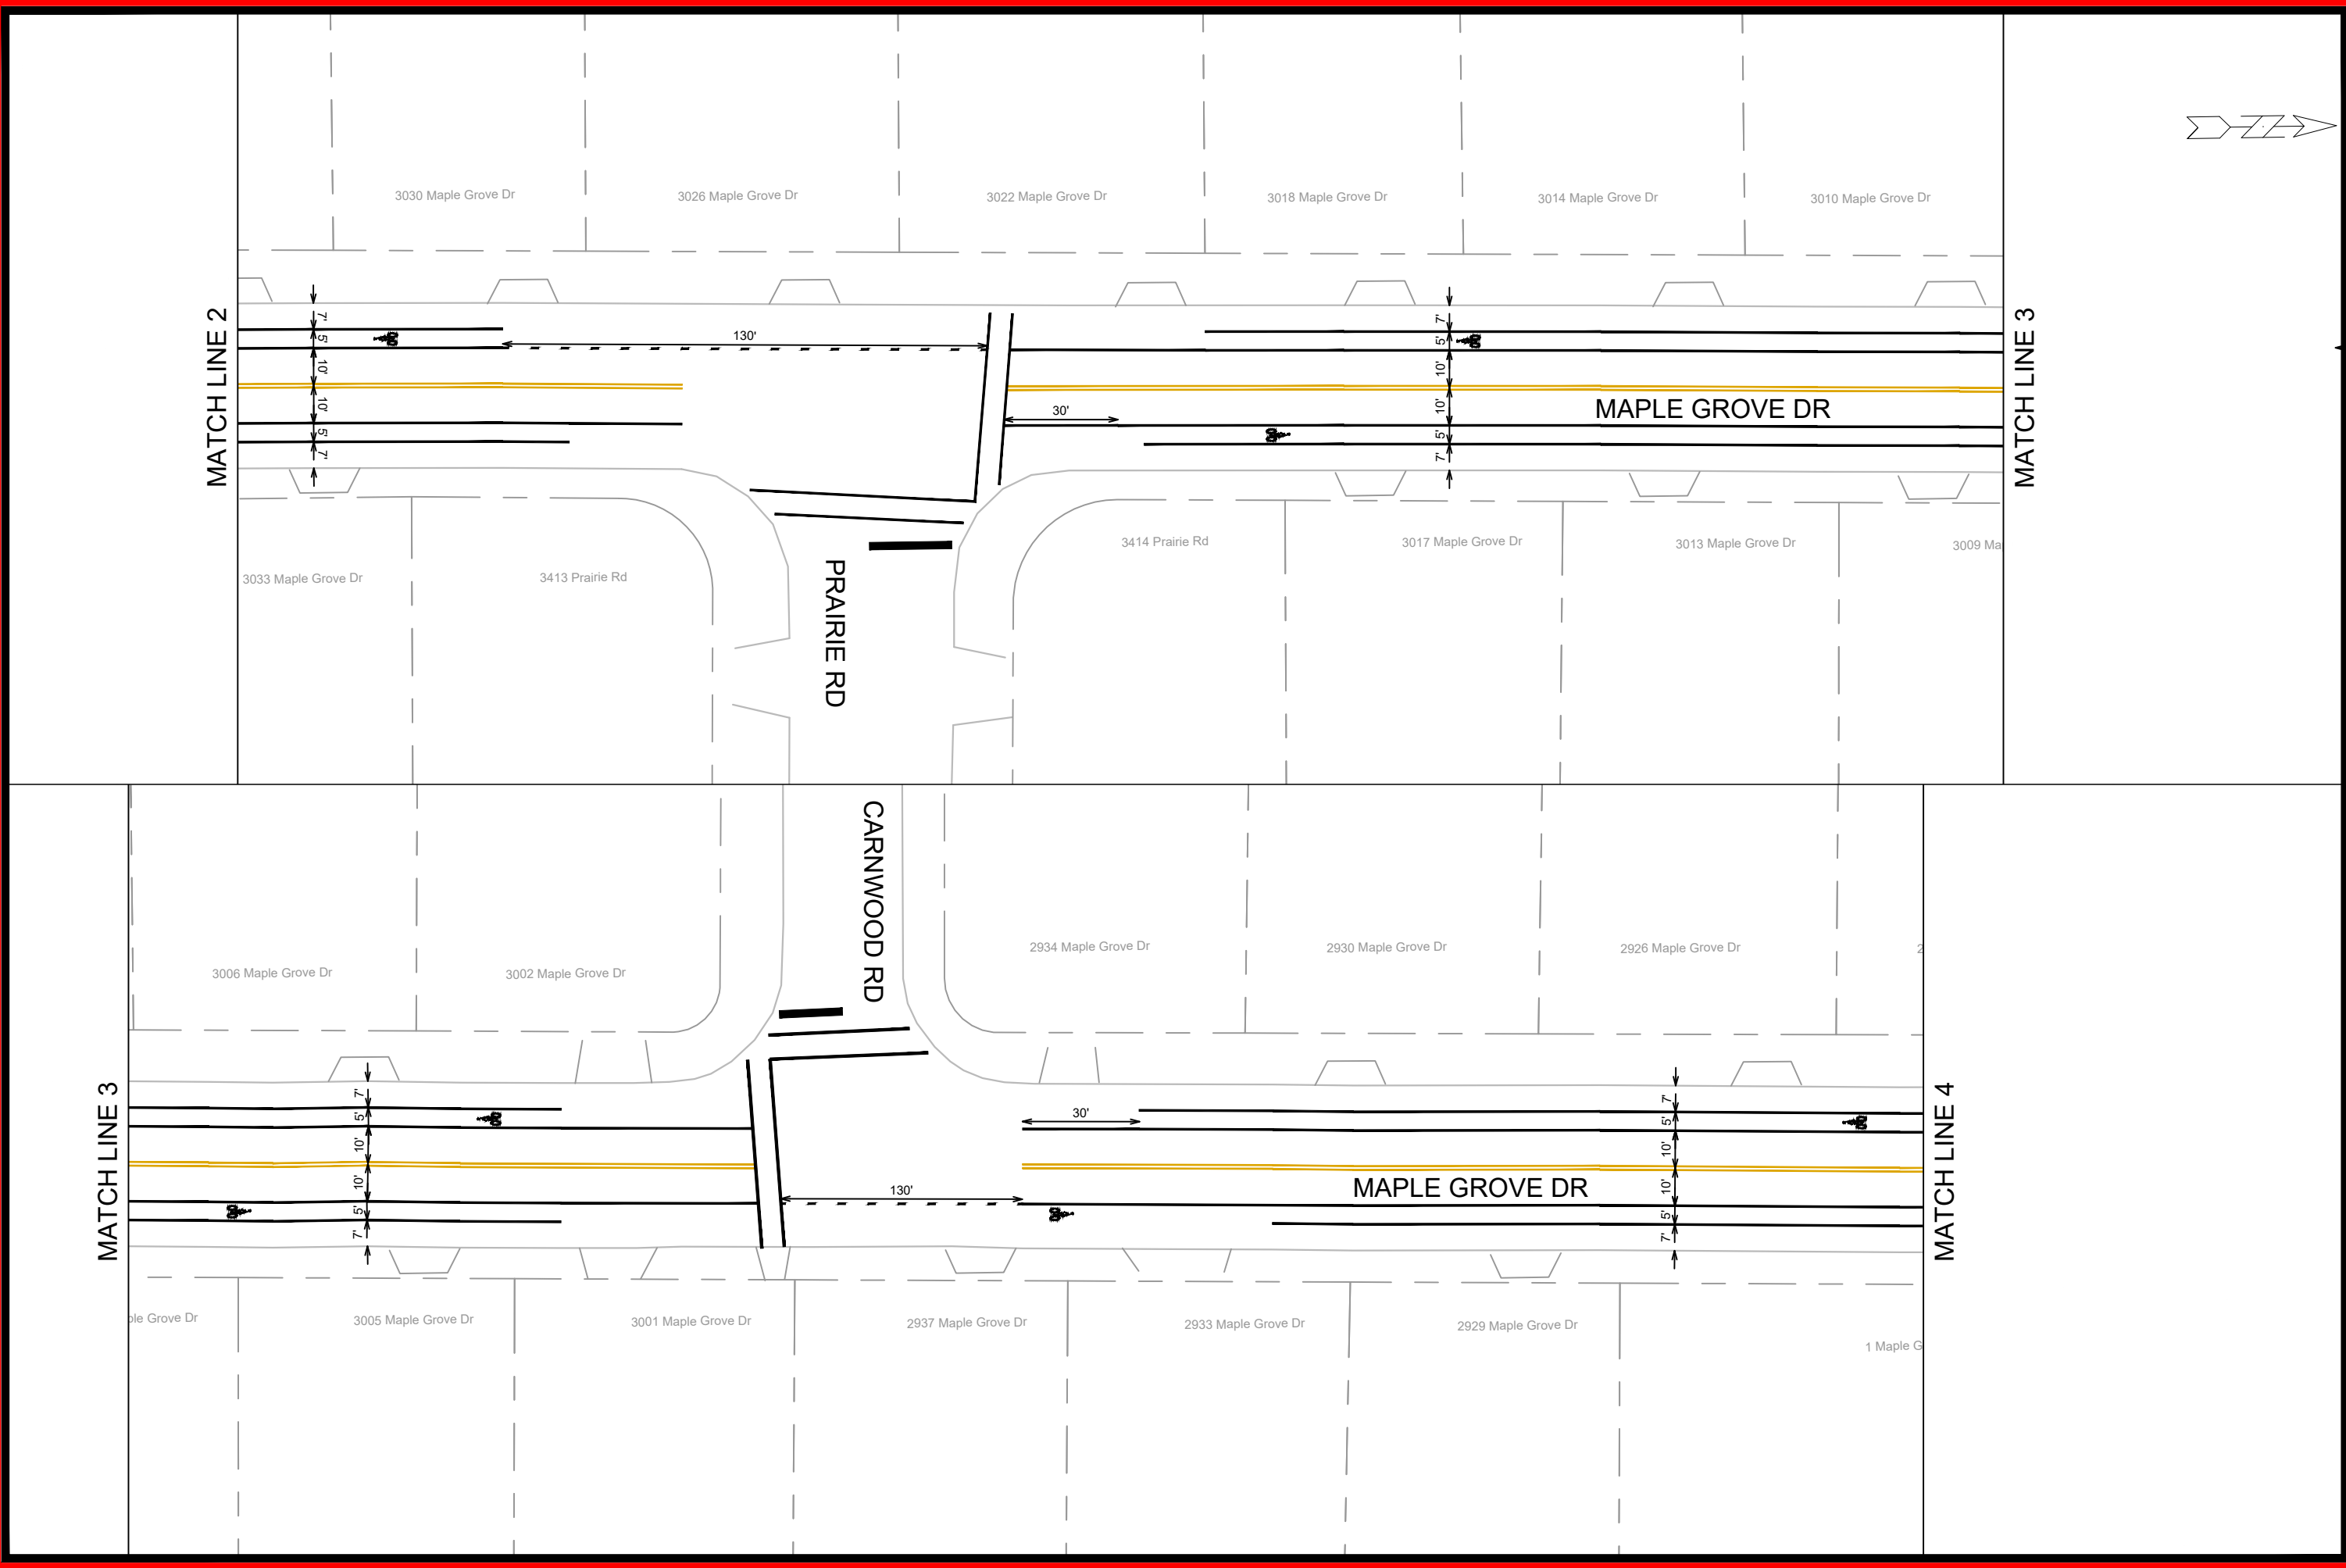 3030 Maple Grove Dr
3026 Maple Grove Dr
3022 Maple Grove Dr
3018 Maple Grove Dr
3014 Maple Grove Dr
3010 Maple Grove Dr
MATCH LINE 2
7'
5'
10'
10'
5'
7'
130'
30'
7'
5'
10'
10'
5'
7'
MAPLE GROVE DR
MATCH LINE 3
3033 Maple Grove Dr
3413 Prairie Rd
PRAIRIE RD
3414 Prairie Rd
3017 Maple Grove Dr
3013 Maple Grove Dr
3009 Ma
CARNWOOD RD
3006 Maple Grove Dr
3002 Maple Grove Dr
2934 Maple Grove Dr
2930 Maple Grove Dr
2926 Maple Grove Dr
2
MATCH LINE 3
7'
5'
10'
10'
5'
7'
30'
130'
MAPLE GROVE DR
7'
5'
10'
10'
5'
7'
MATCH LINE 4
ple Grove Dr
3005 Maple Grove Dr
3001 Maple Grove Dr
2937 Maple Grove Dr
2933 Maple Grove Dr
2929 Maple Grove Dr
1 Maple G